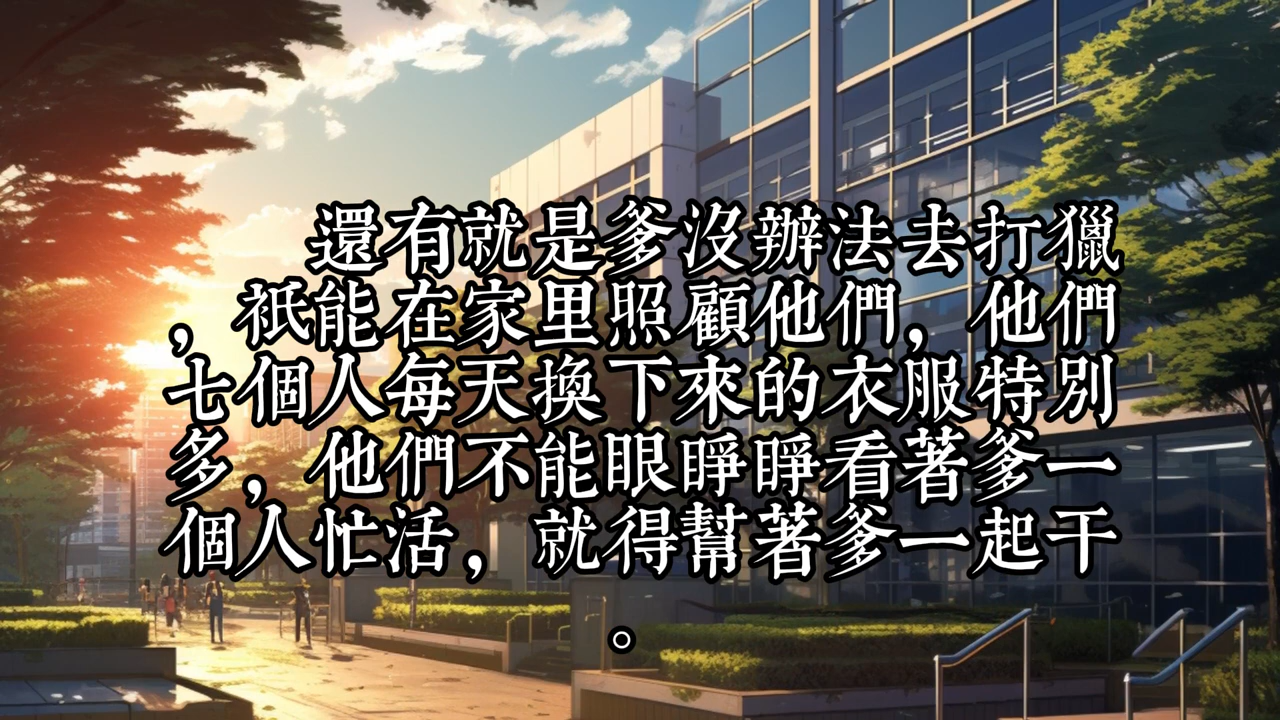 還有就是爹沒辦法去打獵
，衹能在家里照顧他們，他們
七個人每天換下來的衣服特別
多，他們不能眼睜睜看著爹一
個人忙活，就得幫著爹一起干
。